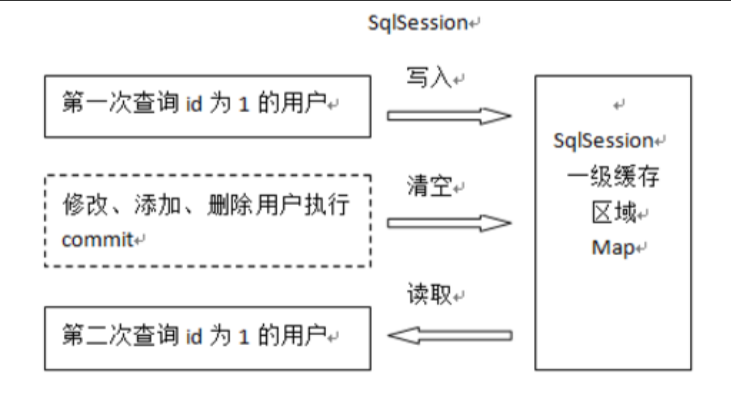 SqlSession
写入
第一次查询 id 为 1 的用户
SqlSession
一级缓存
区域
Map
清空
修改、添加、删除用户执行
commit
读取
第二次查询 id 为 1 的用户